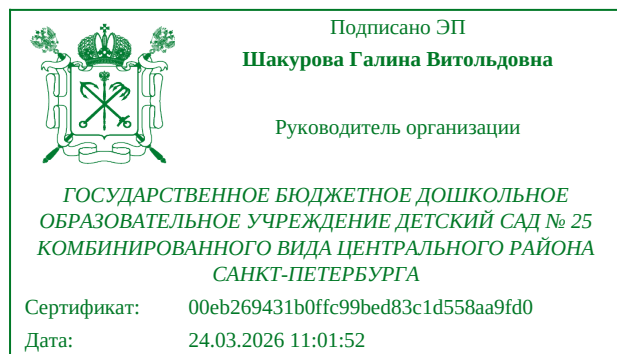 Подписано ЭП
Шакурова Галина Витольдовна
Руководитель организации
ГОСУДАРСТВЕННОЕ БЮДЖЕТНОЕ ДОШКОЛЬНОЕ
ОБРАЗОВАТЕЛЬНОЕ УЧРЕЖДЕНИЕ ДЕТСКИЙ САД № 25
КОМБИНИРОВАННОГО ВИДА ЦЕНТРАЛЬНОГО РАЙОНА
САНКТ-ПЕТЕРБУРГА
Сертификат: 00eb269431b0ffc99bed83c1d558aa9fd0
Дата: 24.03.2026 11:01:52